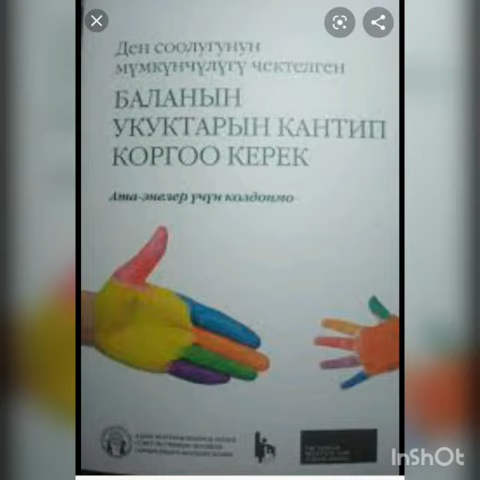 Ден соолугунун
мүмкүнчүлүгү чектелген
БАЛАНЫН
УКУКТАРЫН КАНТИП
КОРГОО КЕРЕК
Ата-энелер үчүн колдонмо
InShOt